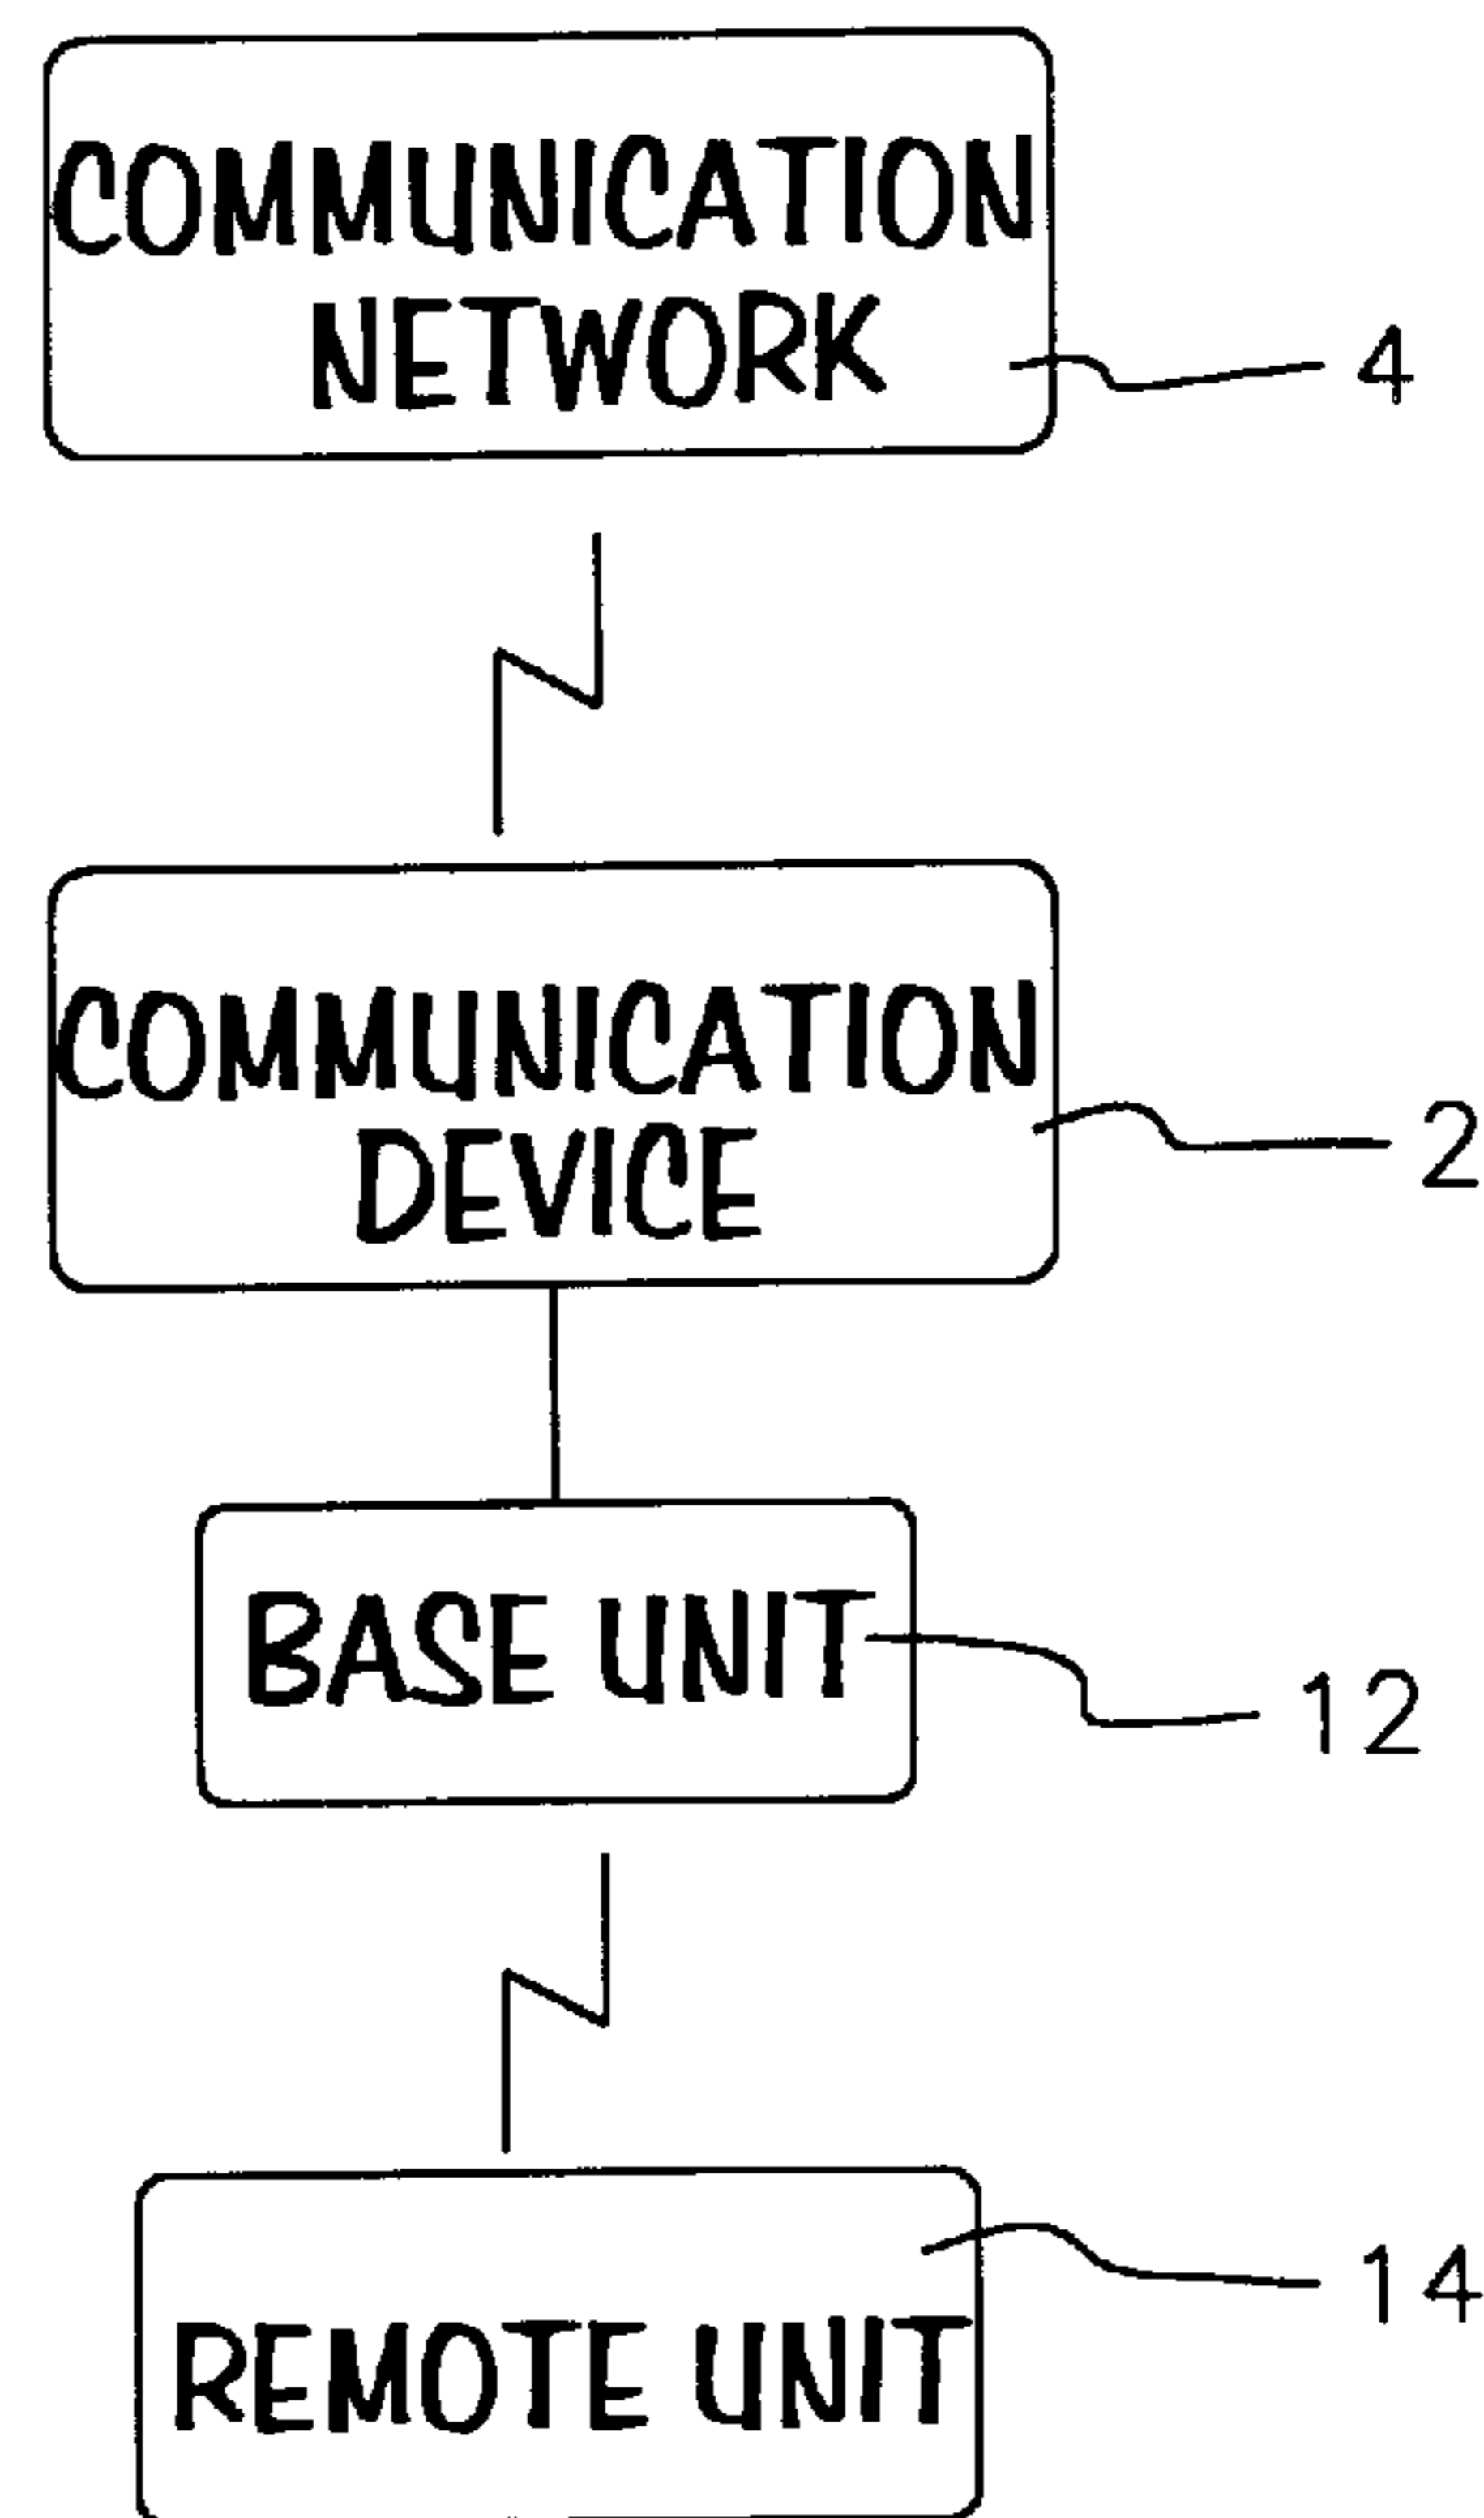 COMMUNICATION
NETWORK
4
COMMUNICATION
DEVICE
2
BASE UNIT
12
REMOTE UNIT
14